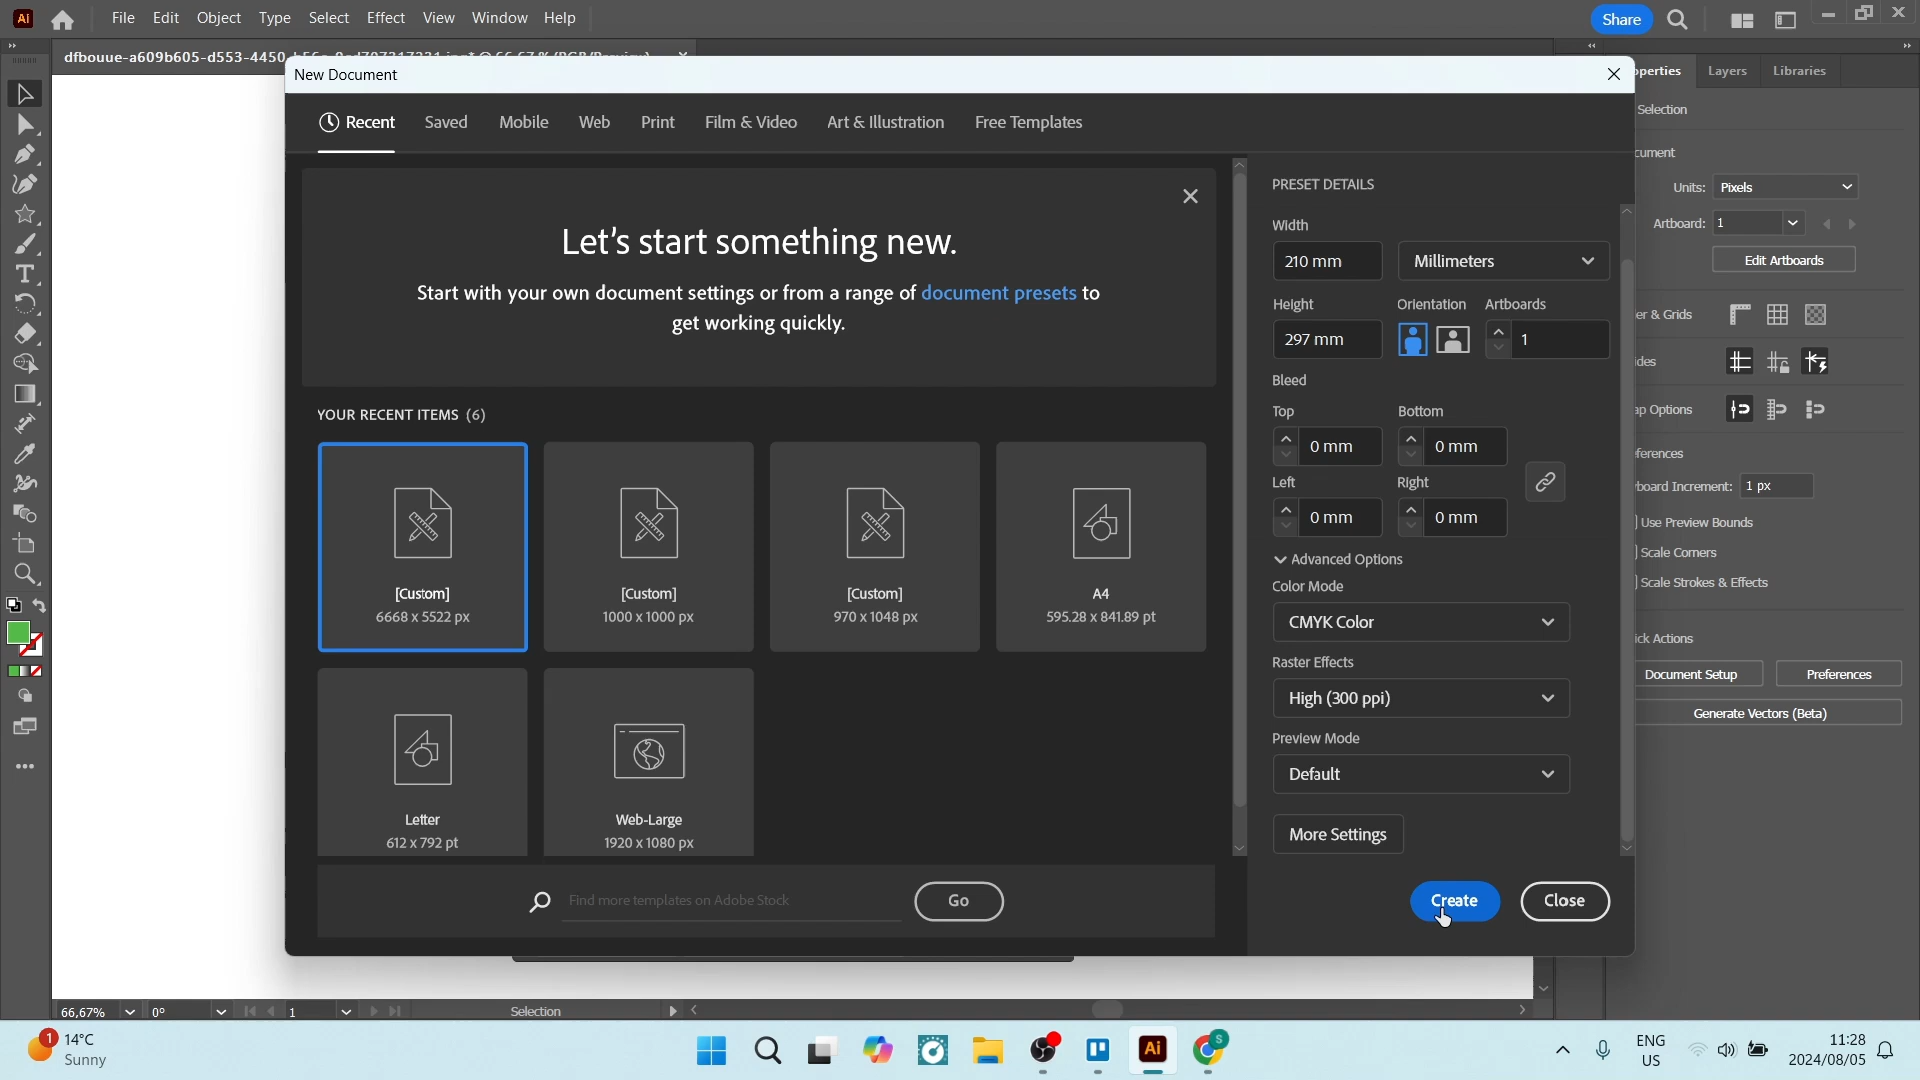 Ai File Edit Object Type Select Effect View Window Help Share
dfbouue-a609b605-d553-4450
New Document
Recent Saved Mobile Web Print Film & Video Art & Illustration Free Templates
Let's start something new.
Start with your own document settings or from a range of document presets to
get working quickly.
YOUR RECENT ITEMS (6)
[Custom]
6668 x 5522 px
[Custom]
1000 x 1000 px
[Custom]
970 x 1048 px
A4
595.28 x 841.89 pt
Letter
612 x 792 pt
Web-Large
1920 x 1080 px
Find more templates on Adobe Stock
Go
PRESET DETAILS
Width
210 mm Millimeters
Height Orientation Artboards
297 mm 1
Bleed
Top Bottom
0 mm 0 mm
Left Right
0 mm 0 mm
Advanced Options
Color Mode
CMYK Color
Raster Effects
High (300 ppi)
Preview Mode
Default
More Settings
Create Close
perties Layers Libraries
Selection
cument
Units: Pixels
Artboard: 1
Edit Artboards
er & Grids
ides
ap Options
ferences
board Increment: 1 px
Use Preview Bounds
Scale Corners
Scale Strokes & Effects
ick Actions
Document Setup Preferences
Generate Vectors (Beta)
66,67% 0° 1 Selection
1 14°C
Sunny
Ai
S
ENG
US
11:28
2024/08/05